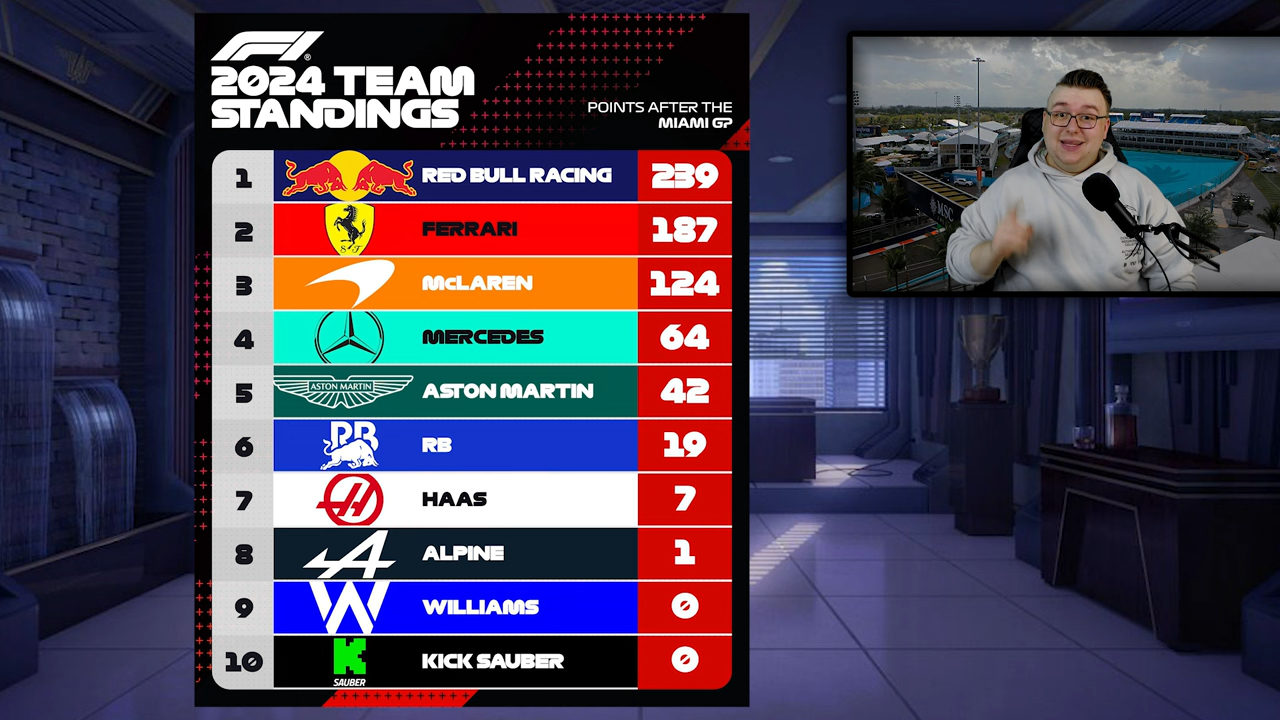 F1
2024 TEAM
STANDINGS
POINTS AFTER THE
MIAMI GP
1 RED BULL RACING 239
2 S F FERRARI 187
3 McLAREN 124
4 MERCEDES 64
5 ASTON MARTIN ASTON MARTIN 42
6 RB RB 19
7 H HAAS 7
8 A ALPINE 1
9 W WILLIAMS 0
10 K SAUBER KICK SAUBER 0
MSC